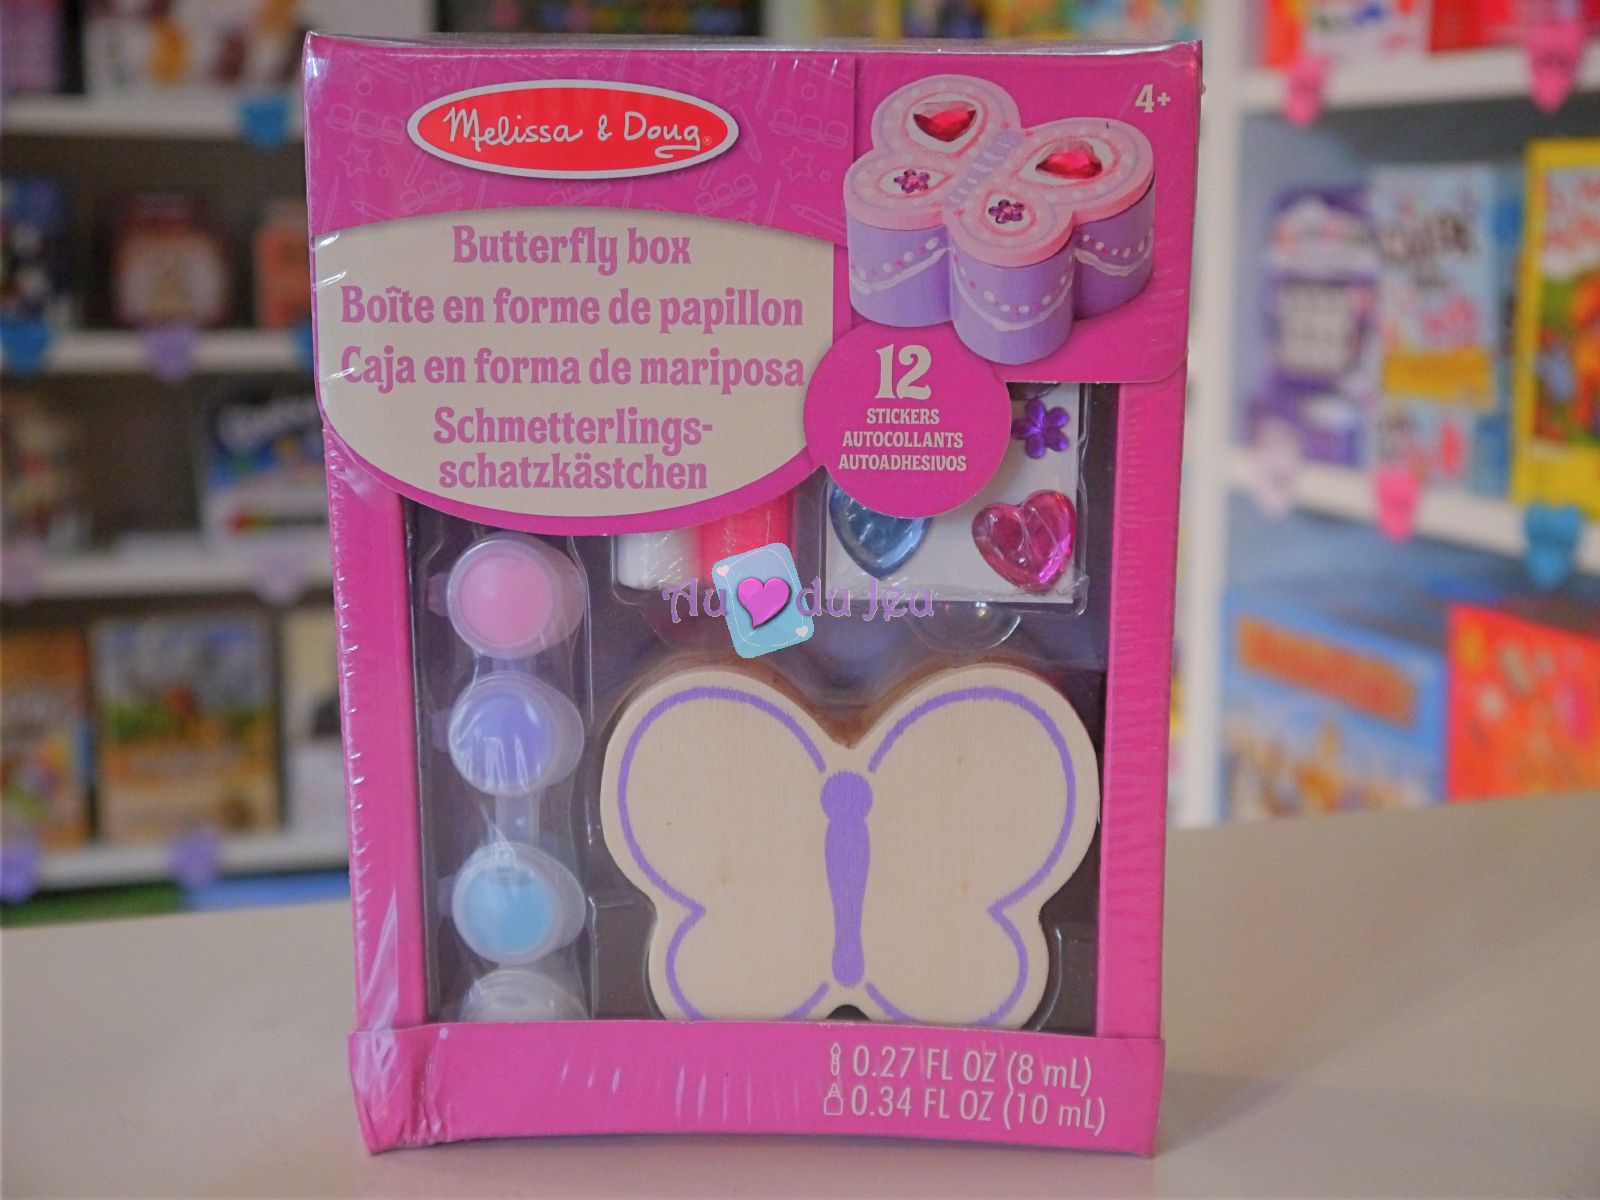 Melissa & Doug
4+
Butterfly box
Boîte en forme de papillon
Caja en forma de mariposa
Schmetterlings-
schatzkästchen
12
STICKERS
AUTOCOLLANTS
AUTOADHESIVOS
Au du Jeu
0.27 FL OZ (8 mL)
0.34 FL OZ (10 mL)